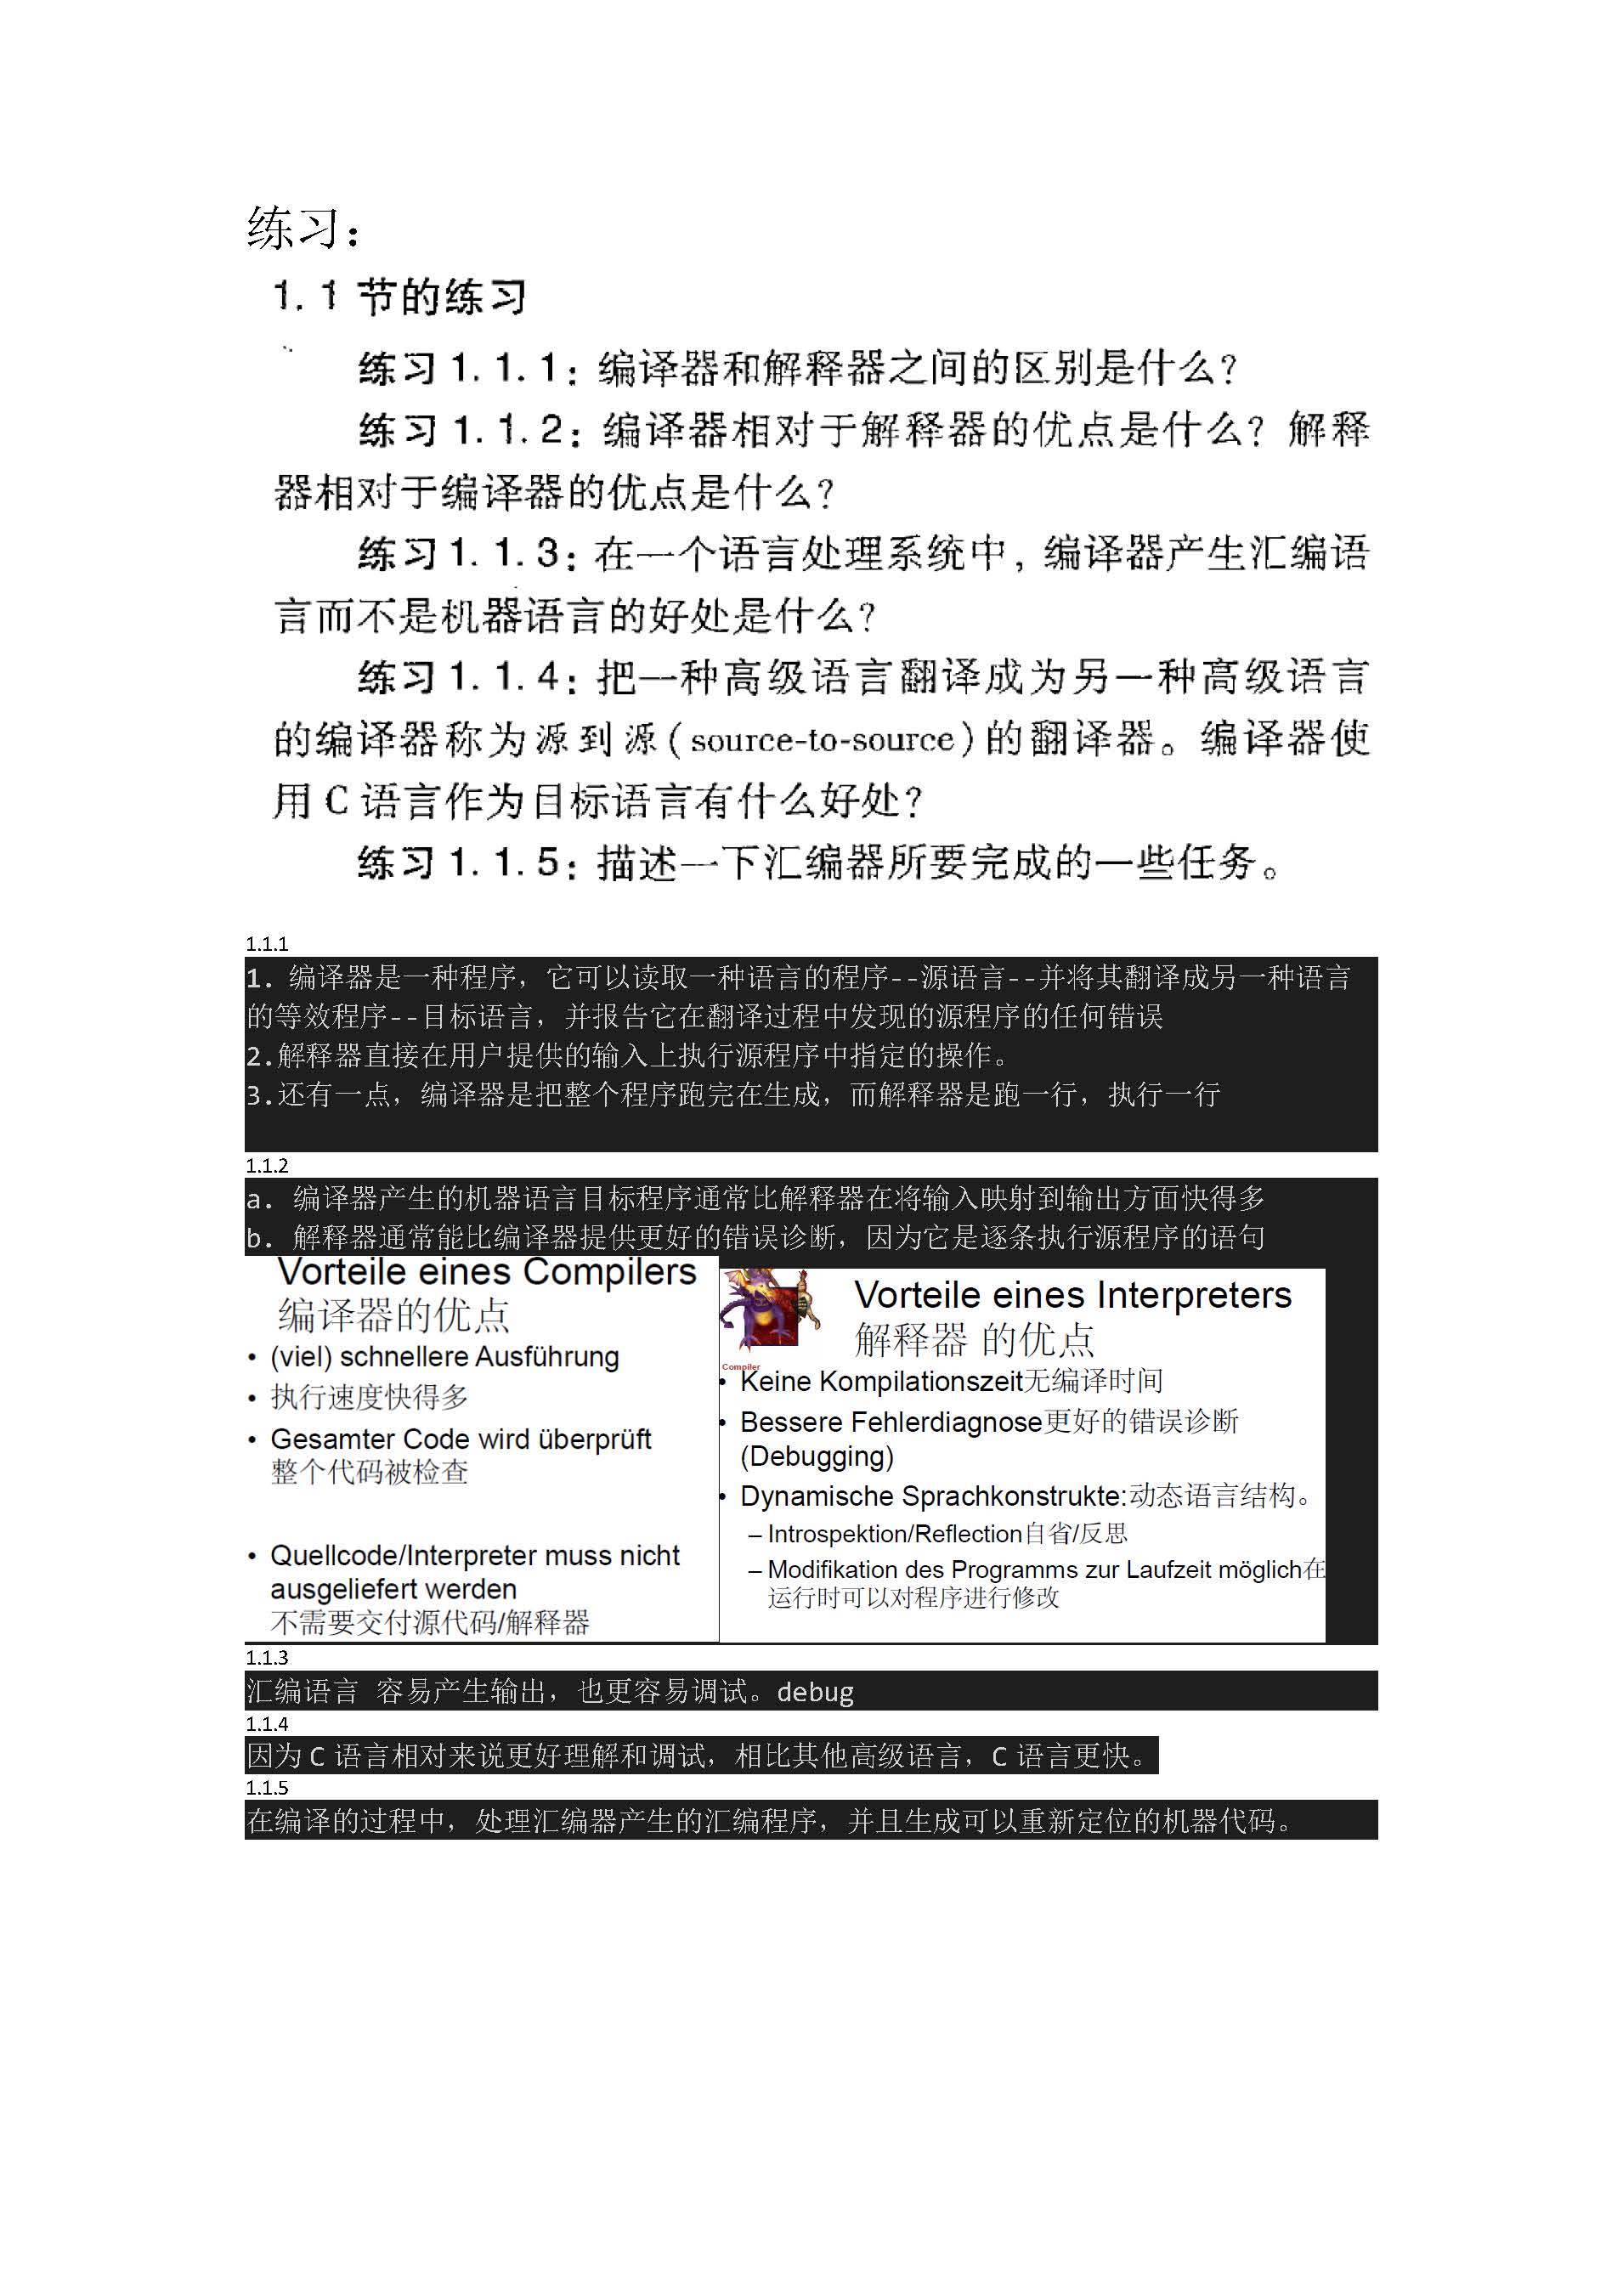 练习：
1.1 节的练习
练习 1.1.1：编译器和解释器之间的区别是什么？
练习 1.1.2：编译器相对于解释器的优点是什么？解释
器相对于编译器的优点是什么？
练习 1.1.3：在一个语言处理系统中，编译器产生汇编语
言而不是机器语言的好处是什么？
练习 1.1.4：把一种高级语言翻译成为另一种高级语言
的编译器称为源到源（source-to-source）的翻译器。编译器使
用 C 语言作为目标语言有什么好处？
练习 1.1.5：描述一下汇编器所要完成的一些任务。
1.1.1
1. 编译器是一种程序，它可以读取一种语言的程序--源语言--并将其翻译成另一种语言
的等效程序--目标语言，并报告它在翻译过程中发现的源程序的任何错误
2.解释器直接在用户提供的输入上执行源程序中指定的操作。
3.还有一点，编译器是把整个程序跑完在生成，而解释器是跑一行，执行一行
1.1.2
a. 编译器产生的机器语言目标程序通常比解释器在将输入映射到输出方面快得多
b. 解释器通常能比编译器提供更好的错误诊断，因为它是逐条执行源程序的语句
Vorteile eines Compilers
编译器的优点
• (viel) schnellere Ausführung
• 执行速度快得多
• Gesamter Code wird überprüft
整个代码被检查
• Quellcode/Interpreter muss nicht
ausgeliefert werden
不需要交付源代码/解释器
Compiler
Vorteile eines Interpreters
解释器 的优点
• Keine Kompilationszeit无编译时间
• Bessere Fehlerdiagnose更好的错误诊断
(Debugging)
• Dynamische Sprachkonstrukte:动态语言结构。
– Introspektion/Reflection自省/反思
– Modifikation des Programms zur Laufzeit möglich在
运行时可以对程序进行修改
1.1.3
汇编语言 容易产生输出，也更容易调试。debug
1.1.4
因为 C 语言相对来说更好理解和调试，相比其他高级语言，C 语言更快。
1.1.5
在编译的过程中，处理汇编器产生的汇编程序，并且生成可以重新定位的机器代码。